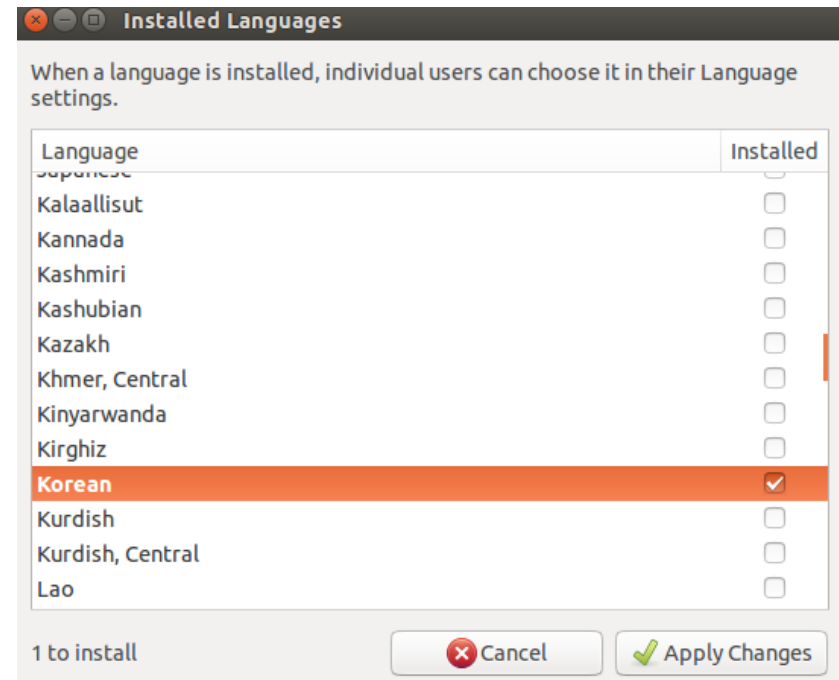 Installed Languages
When a language is installed, individual users can choose it in their Language
settings.
Language Installed
Japanese
Kalaallisut
Kannada
Kashmiri
Kashubian
Kazakh
Khmer, Central
Kinyarwanda
Kirghiz
Korean
Kurdish
Kurdish, Central
Lao
1 to install Cancel Apply Changes